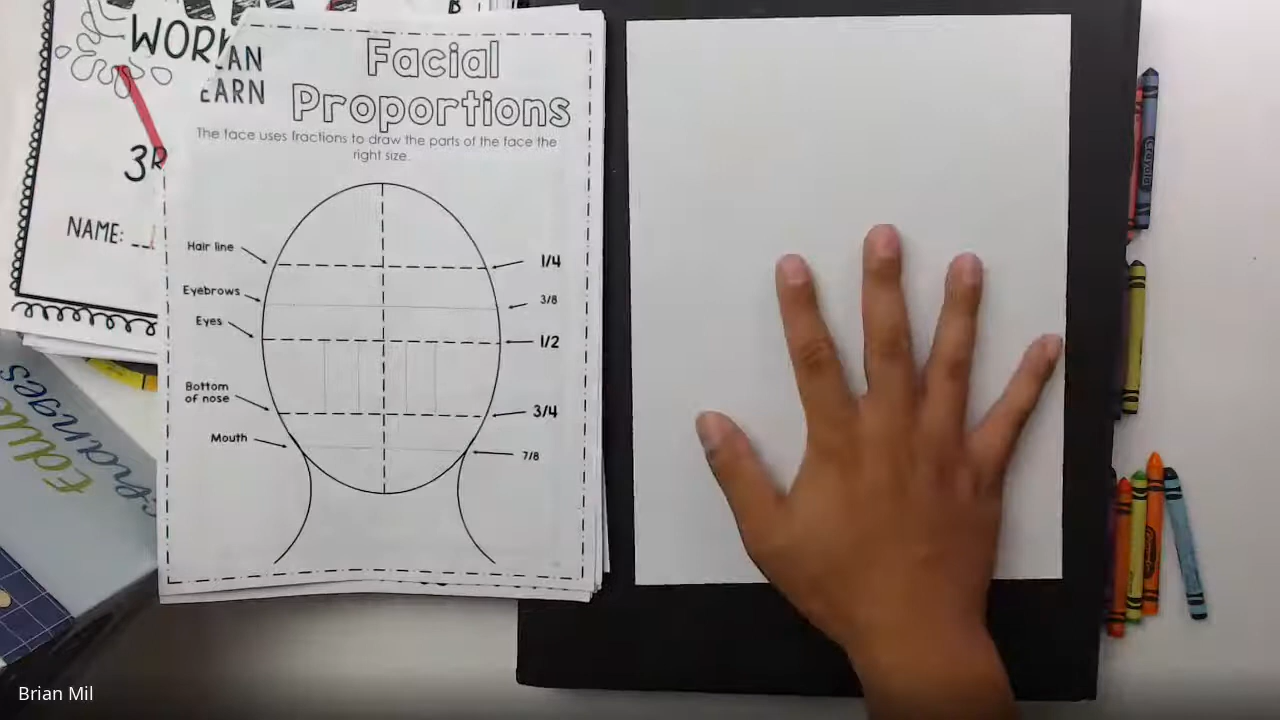 WORK
CAN
EARN
3R
NAME:
Facial
Proportions
The face uses fractions to draw the parts of the face the
right size.
Hair line
1/4
Eyebrows
3/8
Eyes
1/2
Bottom
of nose
3/4
Mouth
7/8
Crayola
Brian Mil